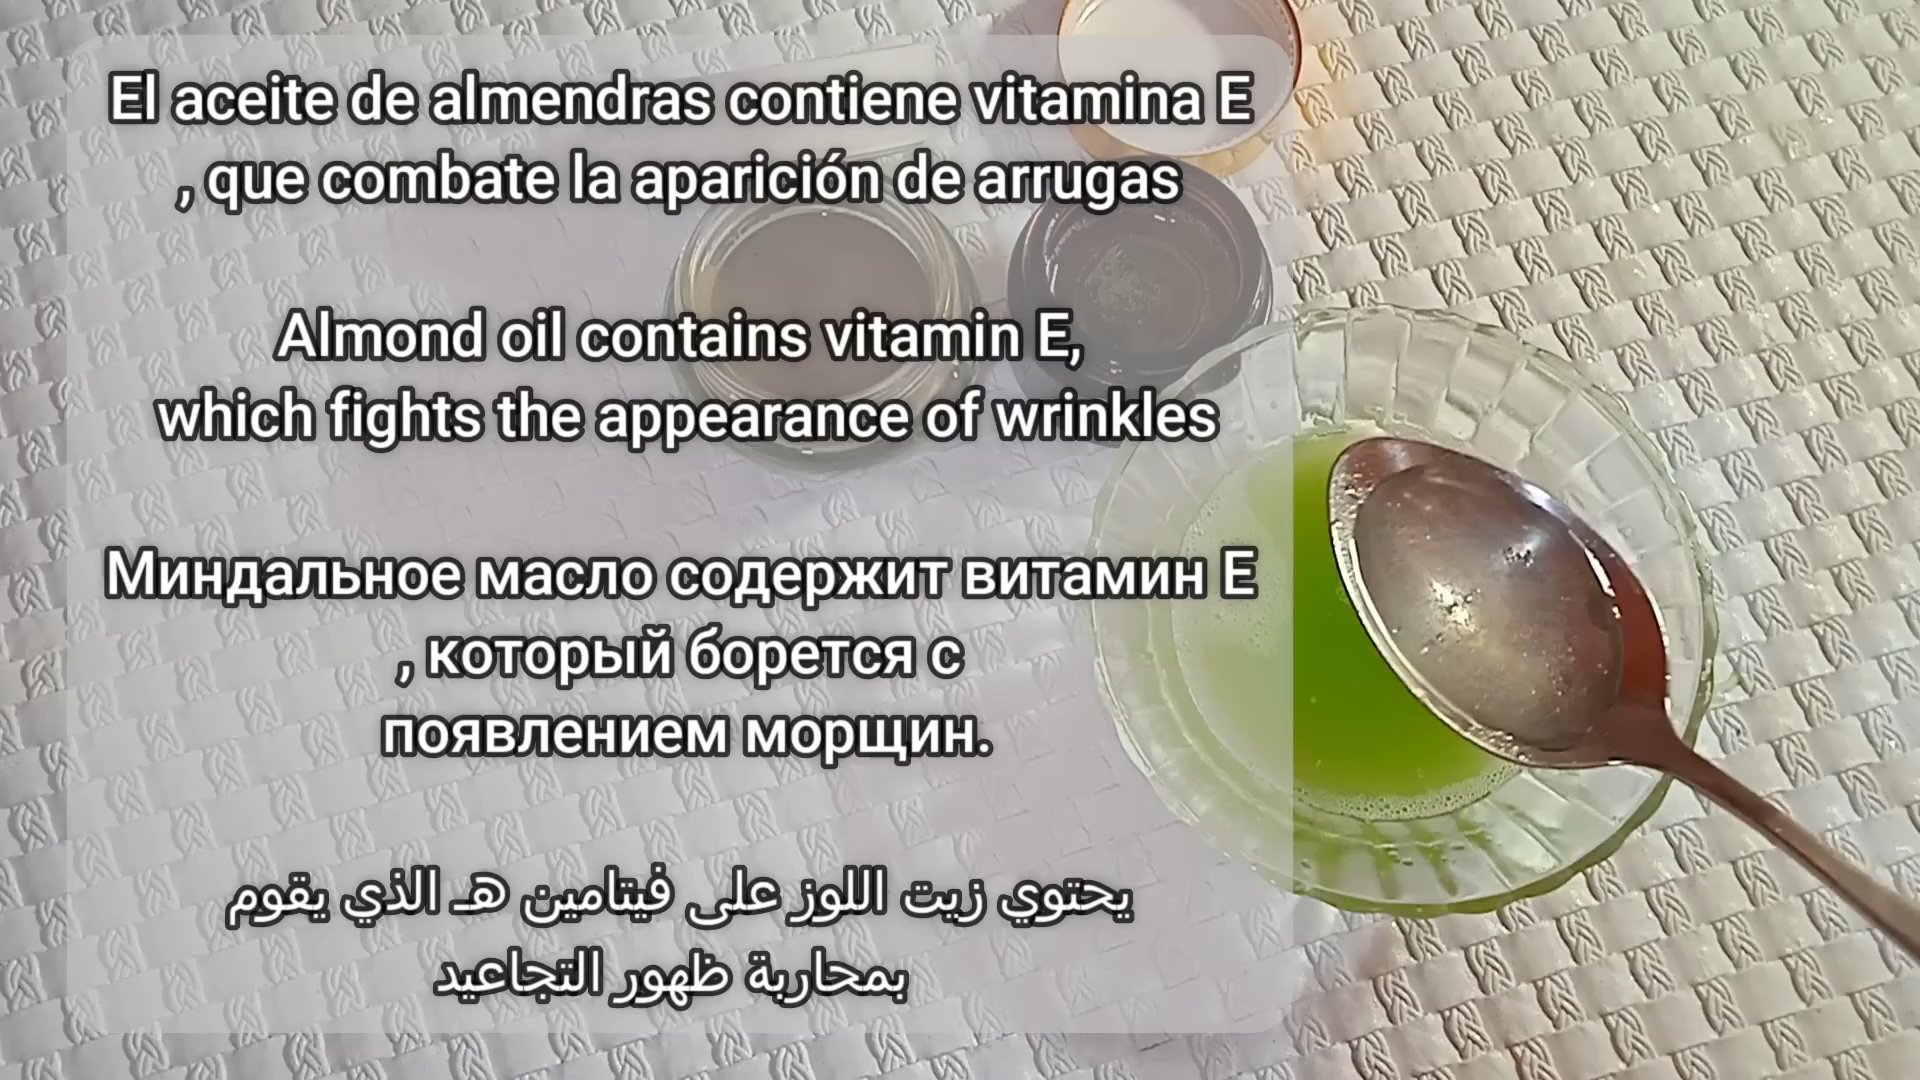 El aceite de almendras contiene vitamina E
, que combate la aparición de arrugas
Almond oil contains vitamin E,
which fights the appearance of wrinkles
Миндальное масло содержит витамин Е
, который борется с
появлением морщин.
يحتوي زيت اللوز على فيتامين هـ الذي يقوم
بمحاربة ظهور التجاعيد